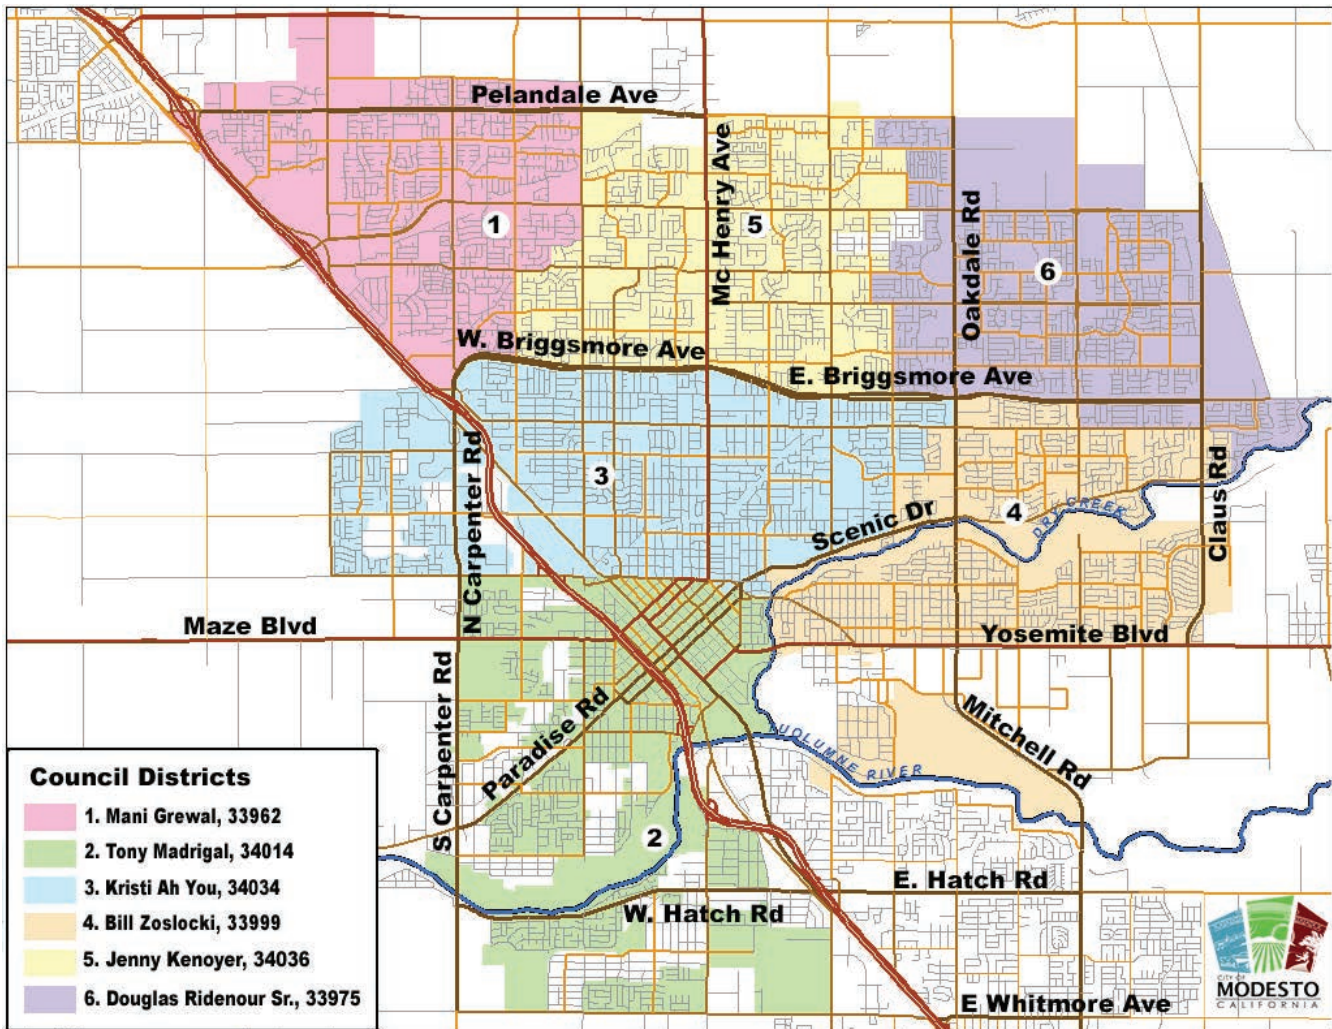 Pelandale Ave
Mc Henry Ave
Oakdale Rd
1
5
6
W. Briggsmore Ave
E. Briggsmore Ave
N Carpenter Rd
3
Scenic Dr
4
DRY CREEK
Claus Rd
Maze Blvd
Yosemite Blvd
S Carpenter Rd
Paradise Rd
Mitchell Rd
TUOLUMNE RIVER
2
E. Hatch Rd
W. Hatch Rd
E Whitmore Ave
Council Districts
1. Mani Grewal, 33962
2. Tony Madrigal, 34014
3. Kristi Ah You, 34034
4. Bill Zoslocki, 33999
5. Jenny Kenoyer, 34036
6. Douglas Ridenour Sr., 33975
CITY OF
MODESTO
CALIFORNIA